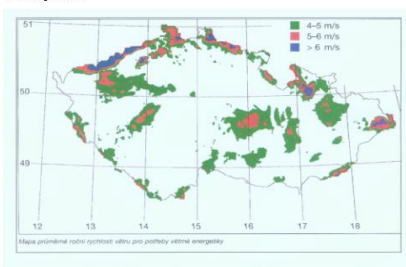 51
4–5 m/s
5–6 m/s
> 6 m/s
50
49
12 13 14 15 16 17 18
Mapa průměrné roční rychlosti větru pro potřeby větrné energetiky